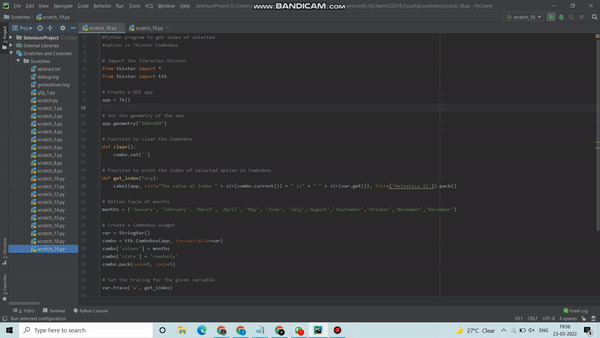 www.BANDICAM.com
File Edit View Navigate Code Refactor Run Tools VCS Window Help
Scratches scratch_19.py
scratch_18
Project
scratch_18.py scratch_19.py
SeleniumProject
External Libraries
Scratches and Consoles
Scratches
abstract.txt
debug.log
geckodriver.log
gfg_1.py
scratch.py
scratch_1.py
scratch_2.py
scratch_3.py
scratch_4.py
scratch_5.py
scratch_6.py
scratch_7.py
scratch_8.py
scratch_9.py
scratch_10.py
scratch_11.py
scratch_12.py
scratch_13.py
scratch_14.py
scratch_15.py
scratch_16.py
scratch_17.py
scratch_18.py
scratch_19.py
#Python program to get index of selected
#option in Tkinter Combobox
# Import the libraries tkinter
from tkinter import *
from tkinter import ttk
# Create a GUI app
app = Tk()
# Set the geometry of the app
app.geometry("600x400")
# Function to clear the Combobox
def clear():
combo.set('')
# Function to print the index of selected option in Combobox
def get_index(*arg):
Label(app, text="The value at index " + str(combo.current()) + " is" + " " + str(var.get()), font=('Helvetica 12')).pack()
# Define Tuple of months
months = ('January', 'February', 'March', 'April', 'May', 'June', 'July', 'August', 'September', 'October', 'November', 'December')
# Create a Combobox widget
var = StringVar()
combo = ttk.Combobox(app, textvariable=var)
combo['values'] = months
combo['state'] = 'readonly'
combo.pack(padx=5, pady=5)
# Set the tracing for the given variable
var.trace('w', get_index)
TODO Terminal Python Console Event Log
Run selected configuration 10:1 CRLF UTF-8 4 spaces
Type here to search
27°C Clear ENG 19:56
23-03-2022